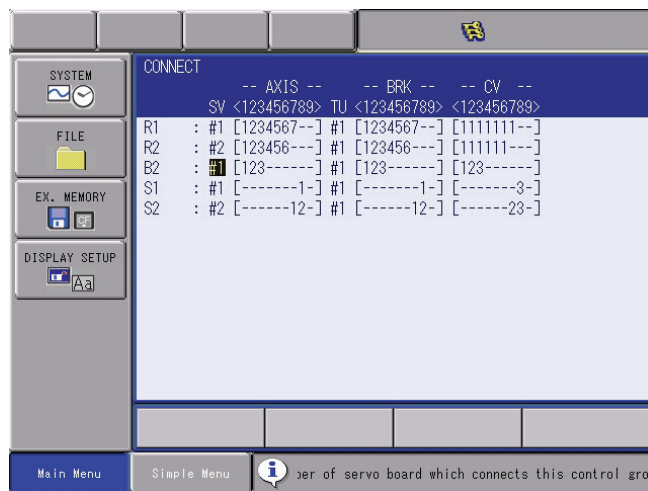 SYSTEM
FILE
EX. MEMORY
CF
DISPLAY SETUP
Aa
CONNECT
-- AXIS -- -- BRK -- -- CV --
SV <123456789> TU <123456789> <123456789>
R1 : #1 [1234567--] #1 [1234567--] [1111111--]
R2 : #2 [123456---] #1 [123456---] [111111---]
B2 : #1 [123------] #1 [123------] [123------]
S1 : #1 [-------1-] #1 [-------1-] [-------3-]
S2 : #2 [------12-] #1 [------12-] [------23-]
Main Menu
Simple Menu
of servo board which connects this control